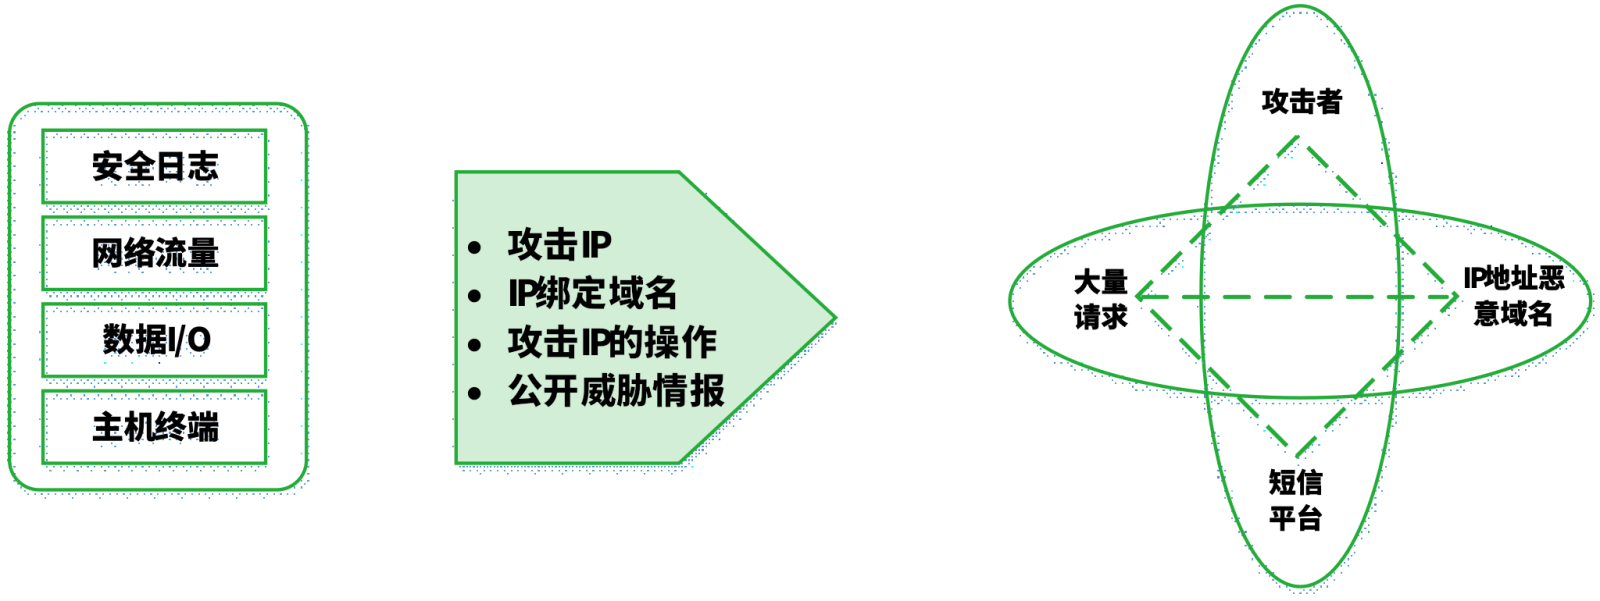 安全日志
网络流量
数据I/O
主机终端
• 攻击IP
• IP绑定域名
• 攻击IP的操作
• 公开威胁情报
攻击者
大量
请求
IP地址恶
意域名
短信
平台